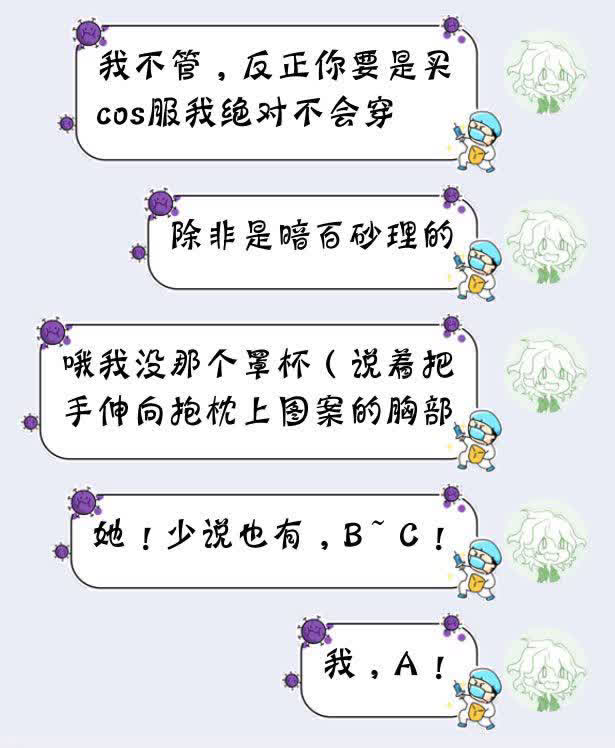 我不管，反正你要是买
cos服我绝对不会穿
除非是暗百砂理的
哦我没那个罩杯（说着把
手伸向抱枕上图案的胸部
她！少说也有，B~C！
我，A！